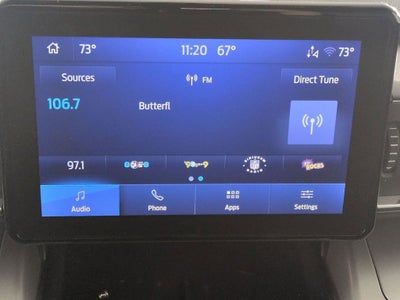 73° 11:20 67° 73°
Sources FM Direct Tune
106.7 Butterfl
97.1
Audio Phone Apps Settings